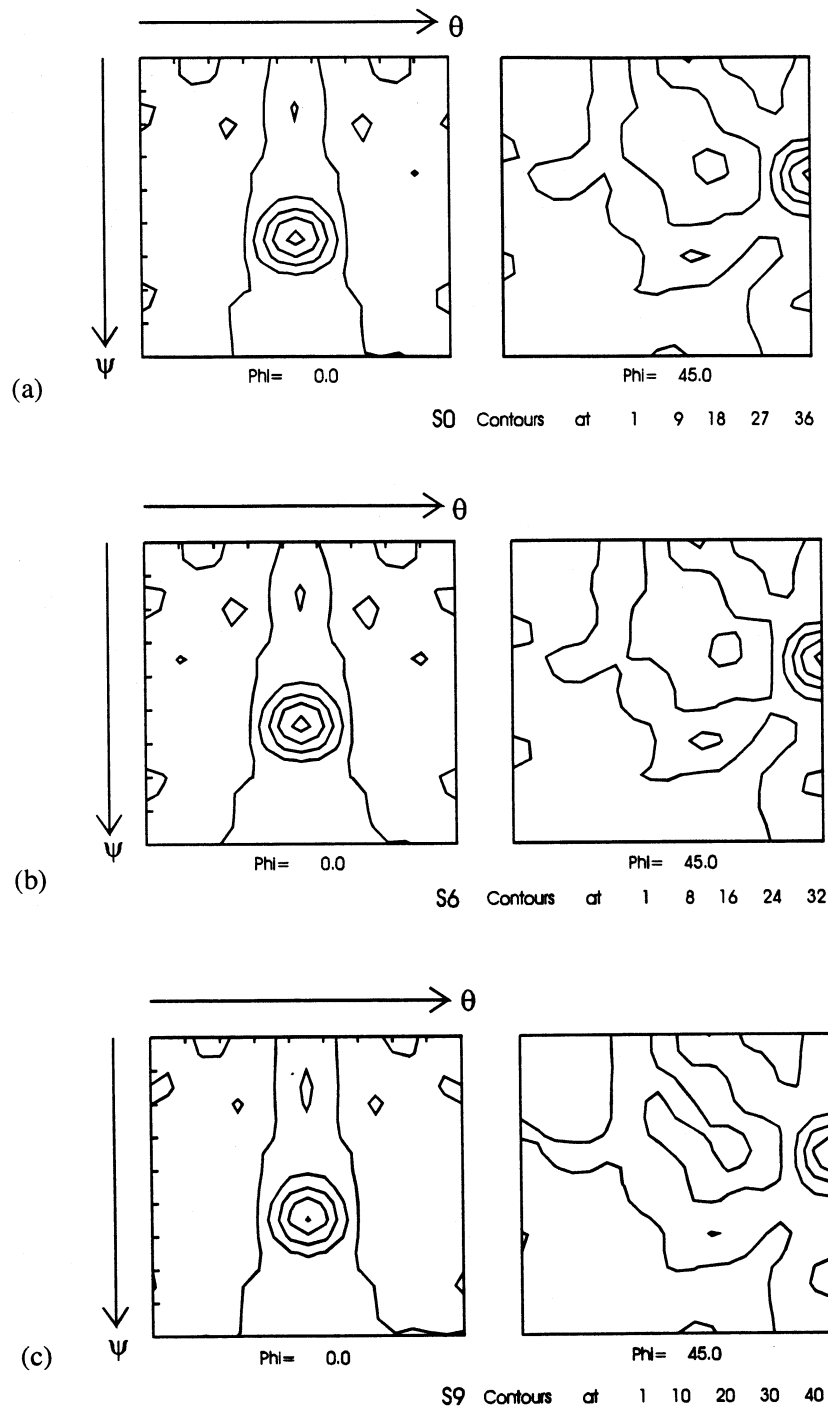 θ
ψ
Phi= 0.0
Phi= 45.0
(a)
S0 Contours at 1 9 18 27 36
θ
ψ
Phi= 0.0
Phi= 45.0
(b)
S6 Contours at 1 8 16 24 32
θ
ψ
Phi= 0.0
Phi= 45.0
(c)
S9 Contours at 1 10 20 30 40